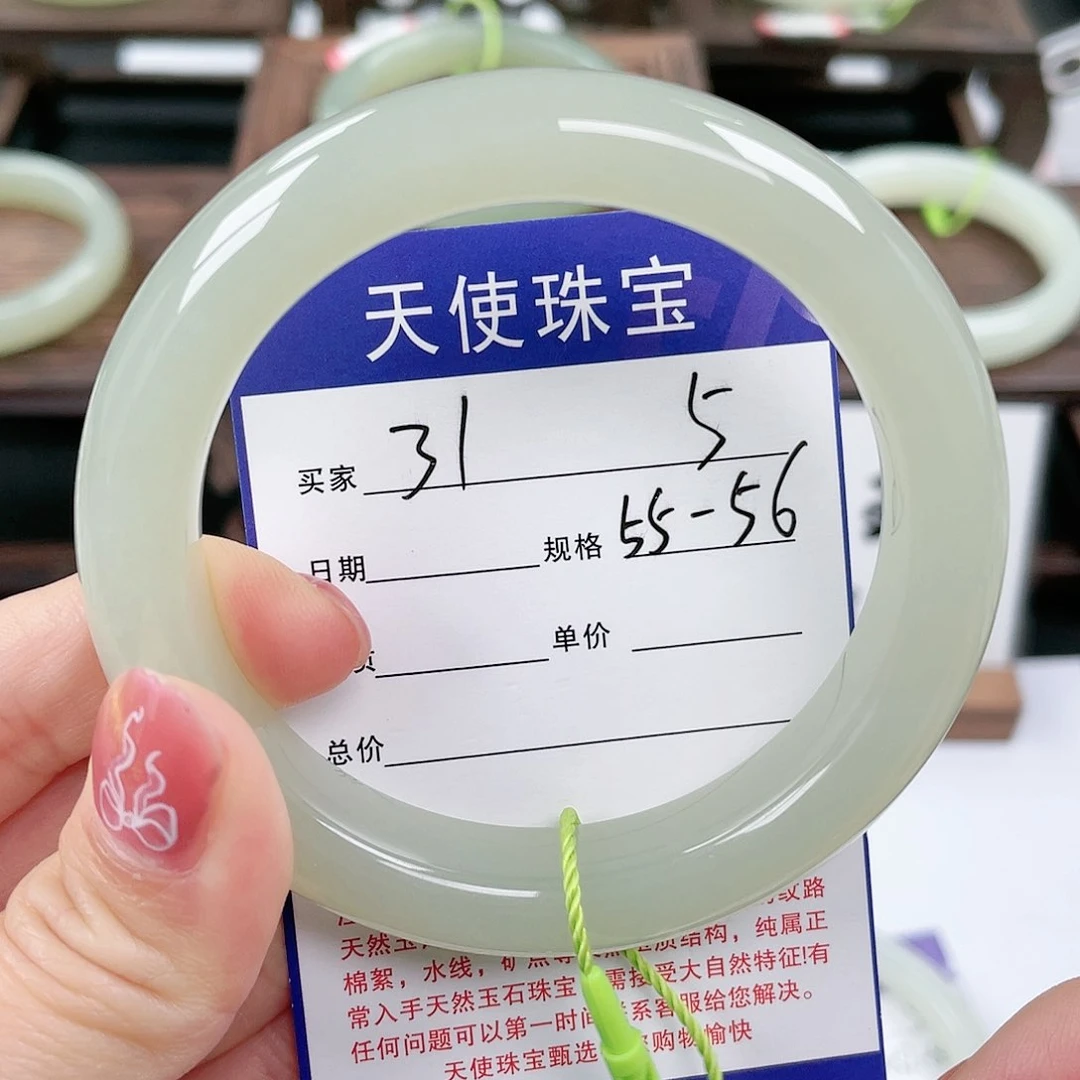 天使珠宝
买家 31 5
日期 规格 55-56
单价
总价
纹路
天然玉
棉絮，水线，矿点 质结构，纯属正
常入手天然玉石珠宝 需接受大自然特征!有
任何问题可以第一时间 系客服给您解决。
天使珠宝甄选 您购物愉快